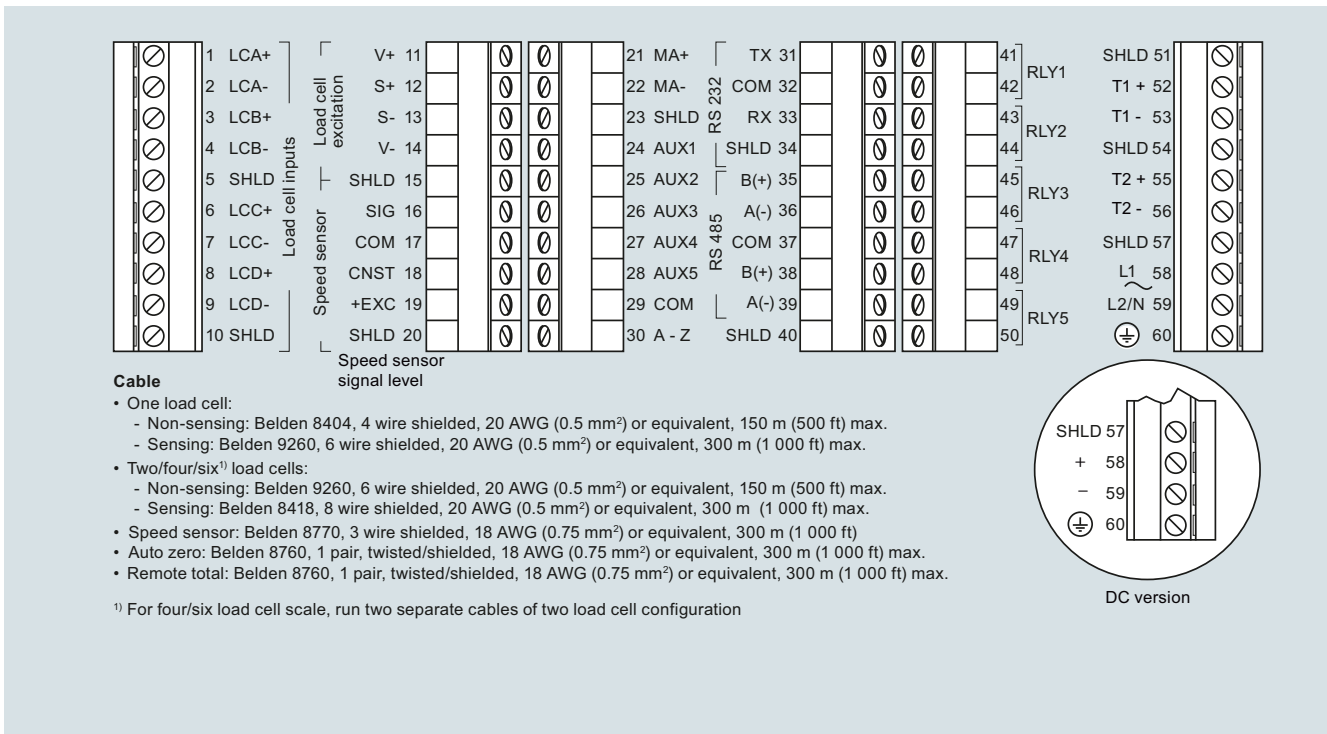 1 LCA+
2 LCA-
3 LCB+
4 LCB-
5 SHLD
6 LCC+
7 LCC-
8 LCD+
9 LCD-
10 SHLD
Load cell inputs
Load cell
excitation
Speed sensor
V+ 11
S+ 12
S- 13
V- 14
SHLD 15
SIG 16
COM 17
CNST 18
+EXC 19
SHLD 20
Speed sensor
signal level
21 MA+
22 MA-
23 SHLD
24 AUX1
25 AUX2
26 AUX3
27 AUX4
28 AUX5
29 COM
30 A - Z
RS 232
RS 485
TX 31
COM 32
RX 33
SHLD 34
B(+) 35
A(-) 36
COM 37
B(+) 38
A(-) 39
SHLD 40
41
42
RLY1
43
44
RLY2
45
46
RLY3
47
48
RLY4
49
50
RLY5
SHLD 51
T1 + 52
T1 - 53
SHLD 54
T2 + 55
T2 - 56
SHLD 57
L1 58
L2/N 59
60
Cable
• One load cell:
- Non-sensing: Belden 8404, 4 wire shielded, 20 AWG (0.5 mm²) or equivalent, 150 m (500 ft) max.
- Sensing: Belden 9260, 6 wire shielded, 20 AWG (0.5 mm²) or equivalent, 300 m (1 000 ft) max.
• Two/four/six¹⁾ load cells:
- Non-sensing: Belden 9260, 6 wire shielded, 20 AWG (0.5 mm²) or equivalent, 150 m (500 ft) max.
- Sensing: Belden 8418, 8 wire shielded, 20 AWG (0.5 mm²) or equivalent, 300 m (1 000 ft) max.
• Speed sensor: Belden 8770, 3 wire shielded, 18 AWG (0.75 mm²) or equivalent, 300 m (1 000 ft)
• Auto zero: Belden 8760, 1 pair, twisted/shielded, 18 AWG (0.75 mm²) or equivalent, 300 m (1 000 ft) max.
• Remote total: Belden 8760, 1 pair, twisted/shielded, 18 AWG (0.75 mm²) or equivalent, 300 m (1 000 ft) max.
¹⁾ For four/six load cell scale, run two separate cables of two load cell configuration
SHLD 57
+ 58
− 59
60
DC version